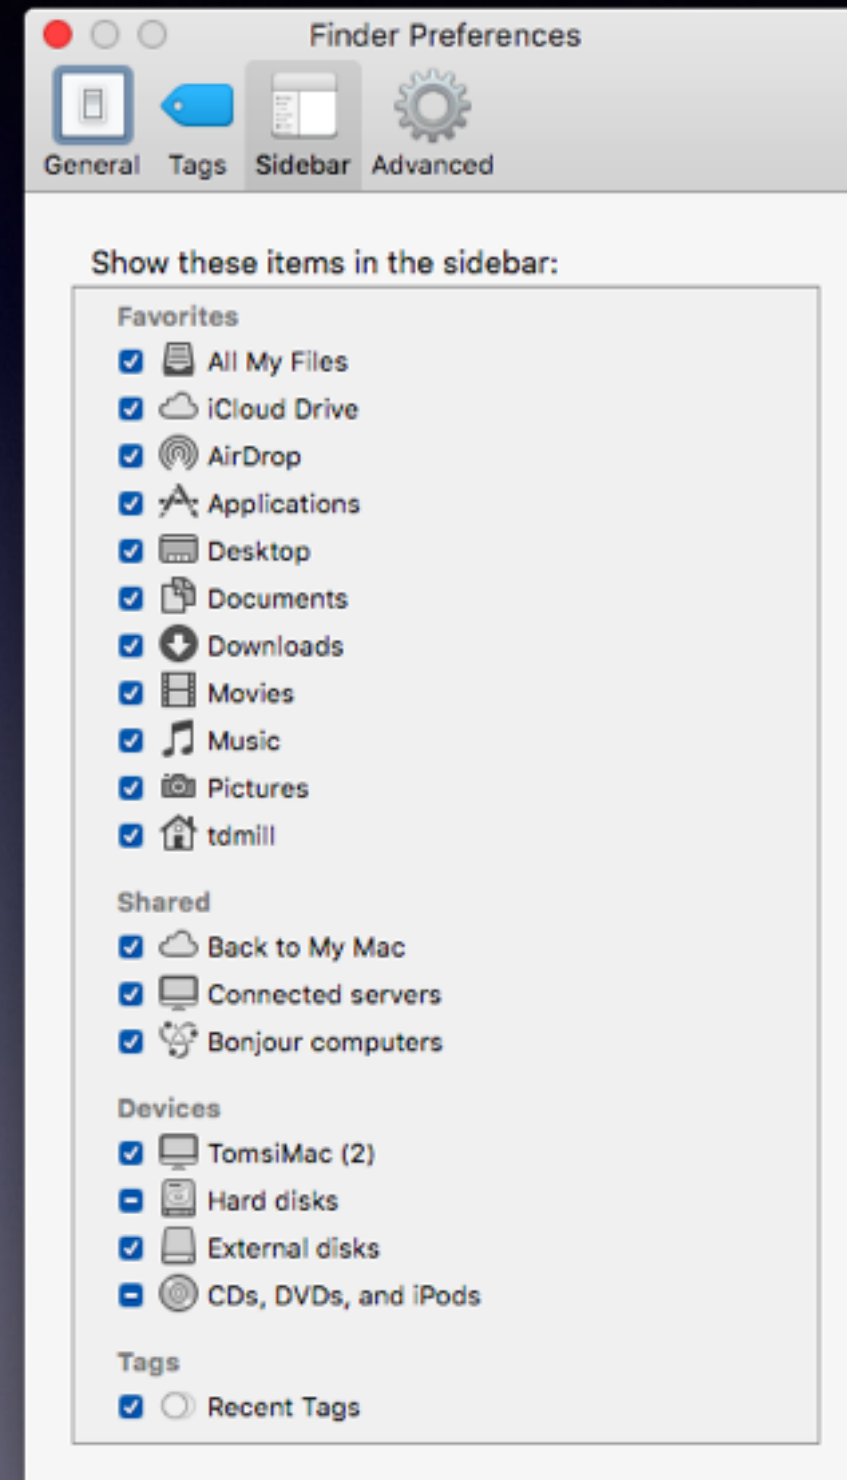 Finder Preferences
General Tags Sidebar Advanced
Show these items in the sidebar:
Favorites
All My Files
iCloud Drive
AirDrop
Applications
Desktop
Documents
Downloads
Movies
Music
Pictures
tdmill
Shared
Back to My Mac
Connected servers
Bonjour computers
Devices
TomsiMac (2)
Hard disks
External disks
CDs, DVDs, and iPods
Tags
Recent Tags